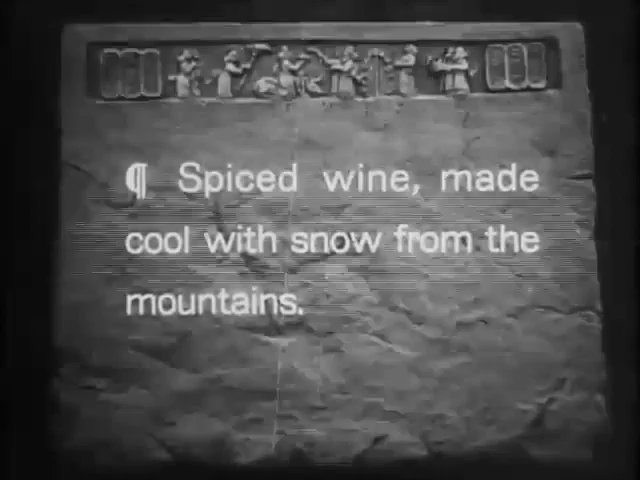 ¶ Spiced wine, made
cool with snow from the
mountains.